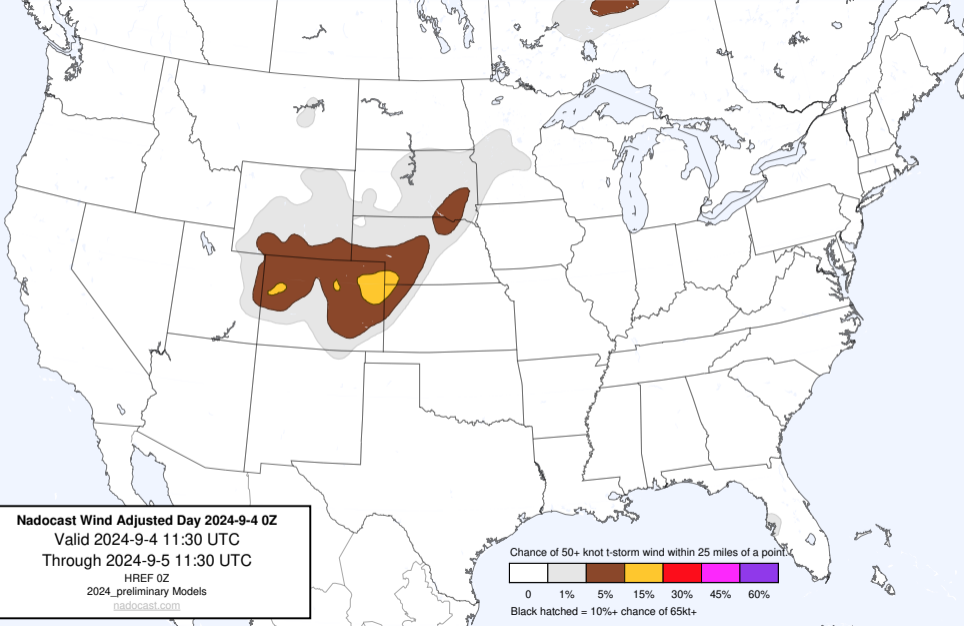 Nadocast Wind Adjusted Day 2024-9-4 0Z
Valid 2024-9-4 11:30 UTC
Through 2024-9-5 11:30 UTC
HREF 0Z
2024_preliminary Models
nadocast.com
Chance of 50+ knot t-storm wind within 25 miles of a point.
0 1% 5% 15% 30% 45% 60%
Black hatched = 10%+ chance of 65kt+